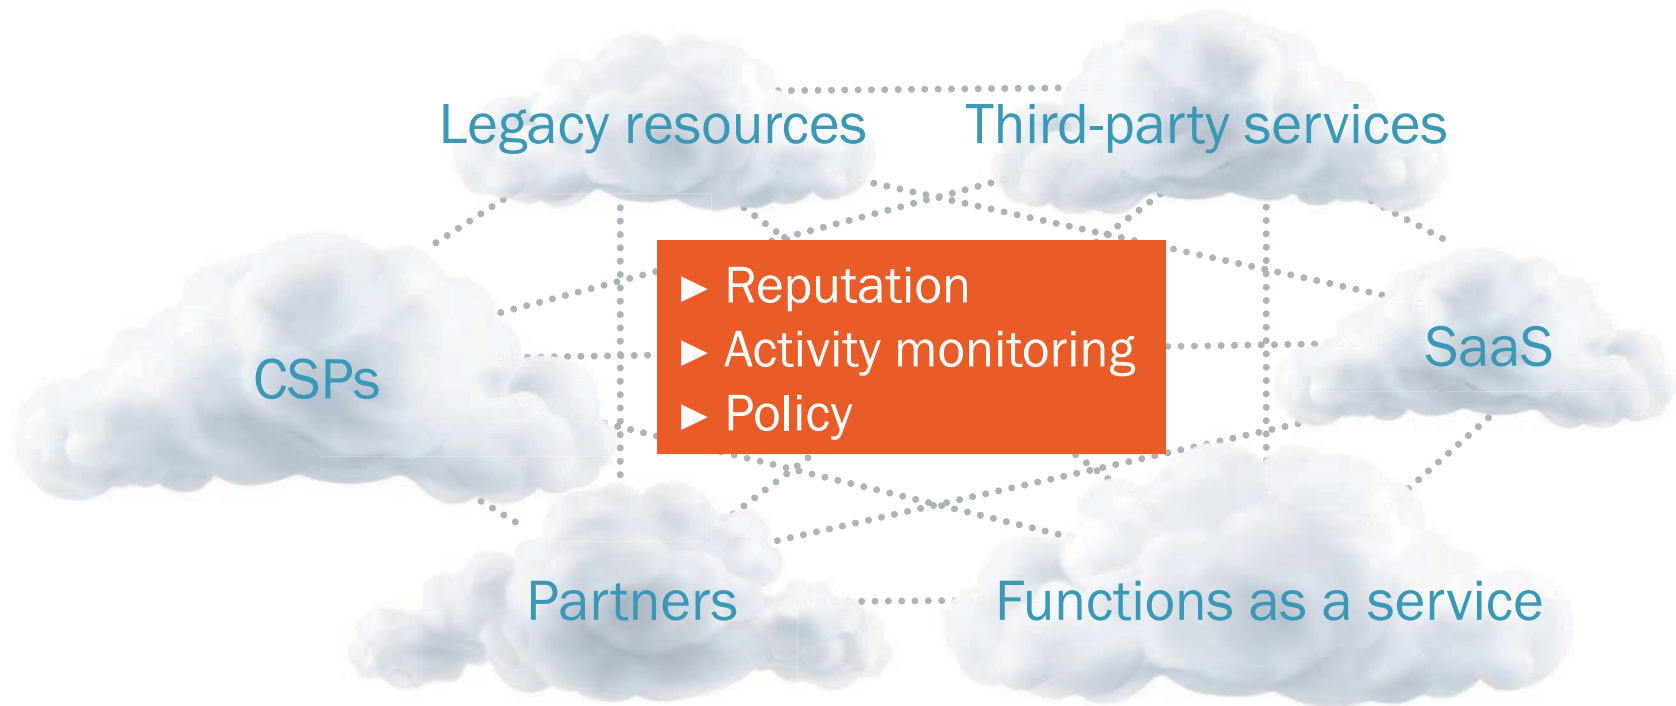 Legacy resources
Third-party services
► Reputation
► Activity monitoring
► Policy
CSPs
SaaS
Partners
Functions as a service